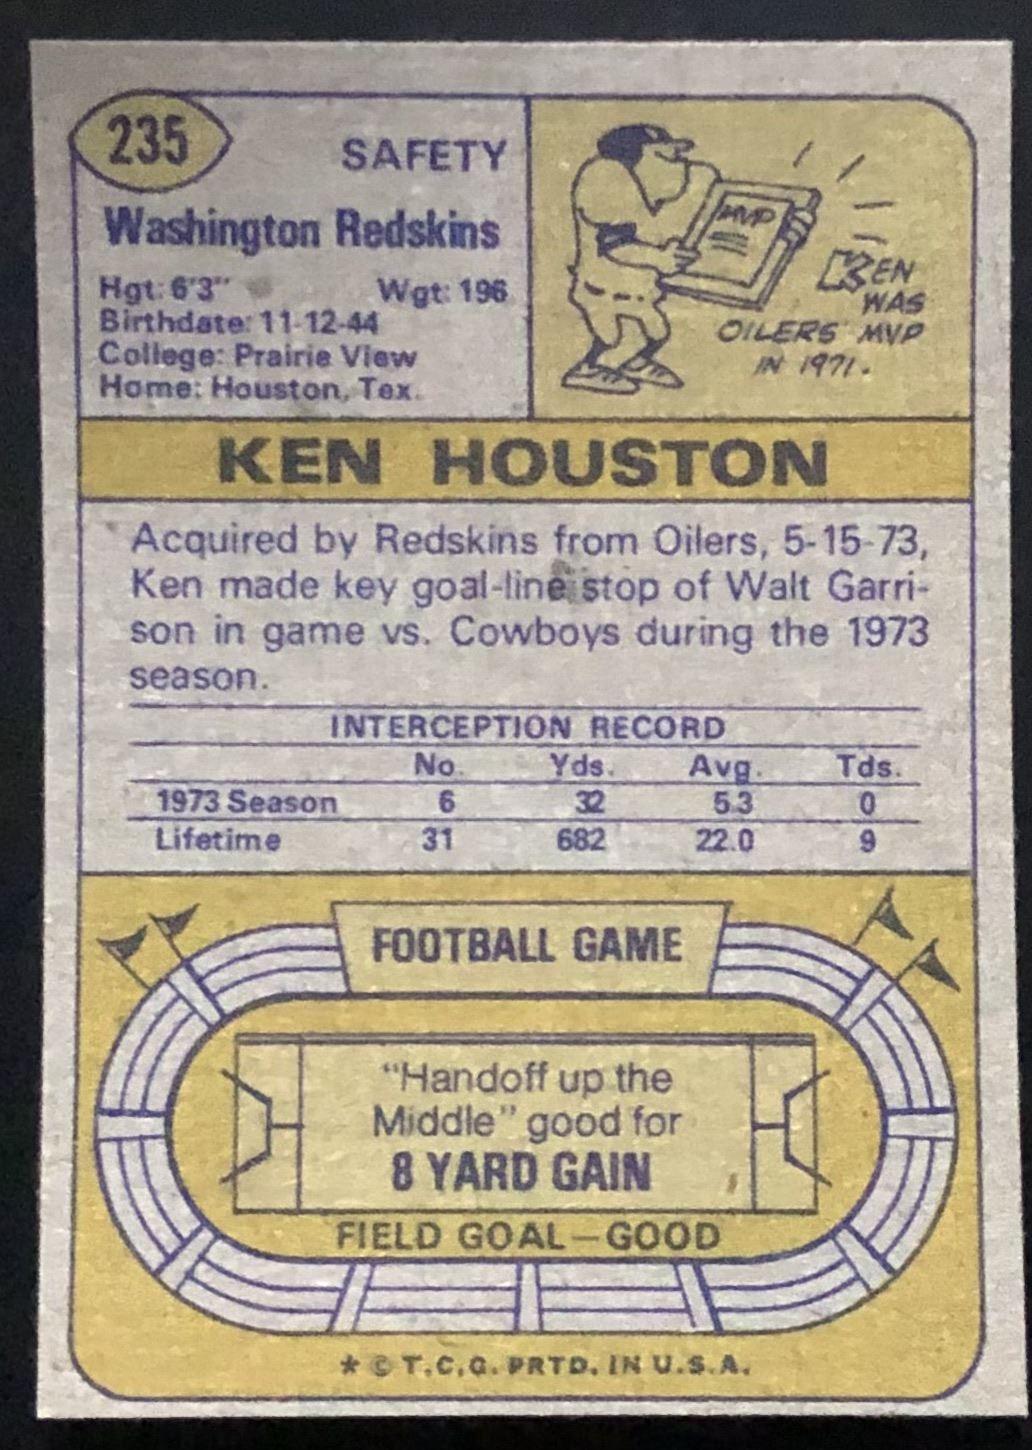 235
SAFETY
Washington Redskins
Hgt: 6'3" Wgt: 196
Birthdate: 11-12-44
College: Prairie View
Home: Houston, Tex.
MVP
KEN
WAS
OILERS' MVP
IN 1971.
KEN HOUSTON
Acquired by Redskins from Oilers, 5-15-73,
Ken made key goal-line stop of Walt Garri-
son in game vs. Cowboys during the 1973
season.
INTERCEPTION RECORD
No. Yds. Avg. Tds.
1973 Season 6 32 5.3 0
Lifetime 31 682 22.0 9
FOOTBALL GAME
"Handoff up the
Middle" good for
8 YARD GAIN
FIELD GOAL—GOOD
* © T.C.G. PRTD. IN U.S.A.